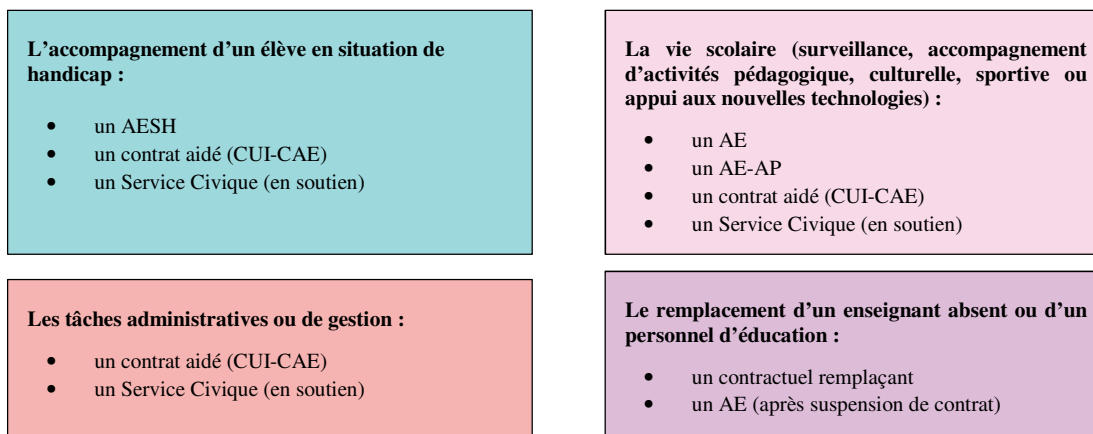 L'accompagnement d'un élève en situation de
handicap :
• un AESH
• un contrat aidé (CUI-CAE)
• un Service Civique (en soutien)
La vie scolaire (surveillance, accompagnement
d'activités pédagogique, culturelle, sportive ou
appui aux nouvelles technologies) :
• un AE
• un AE-AP
• un contrat aidé (CUI-CAE)
• un Service Civique (en soutien)
Les tâches administratives ou de gestion :
• un contrat aidé (CUI-CAE)
• un Service Civique (en soutien)
Le remplacement d'un enseignant absent ou d'un
personnel d'éducation :
• un contractuel remplaçant
• un AE (après suspension de contrat)